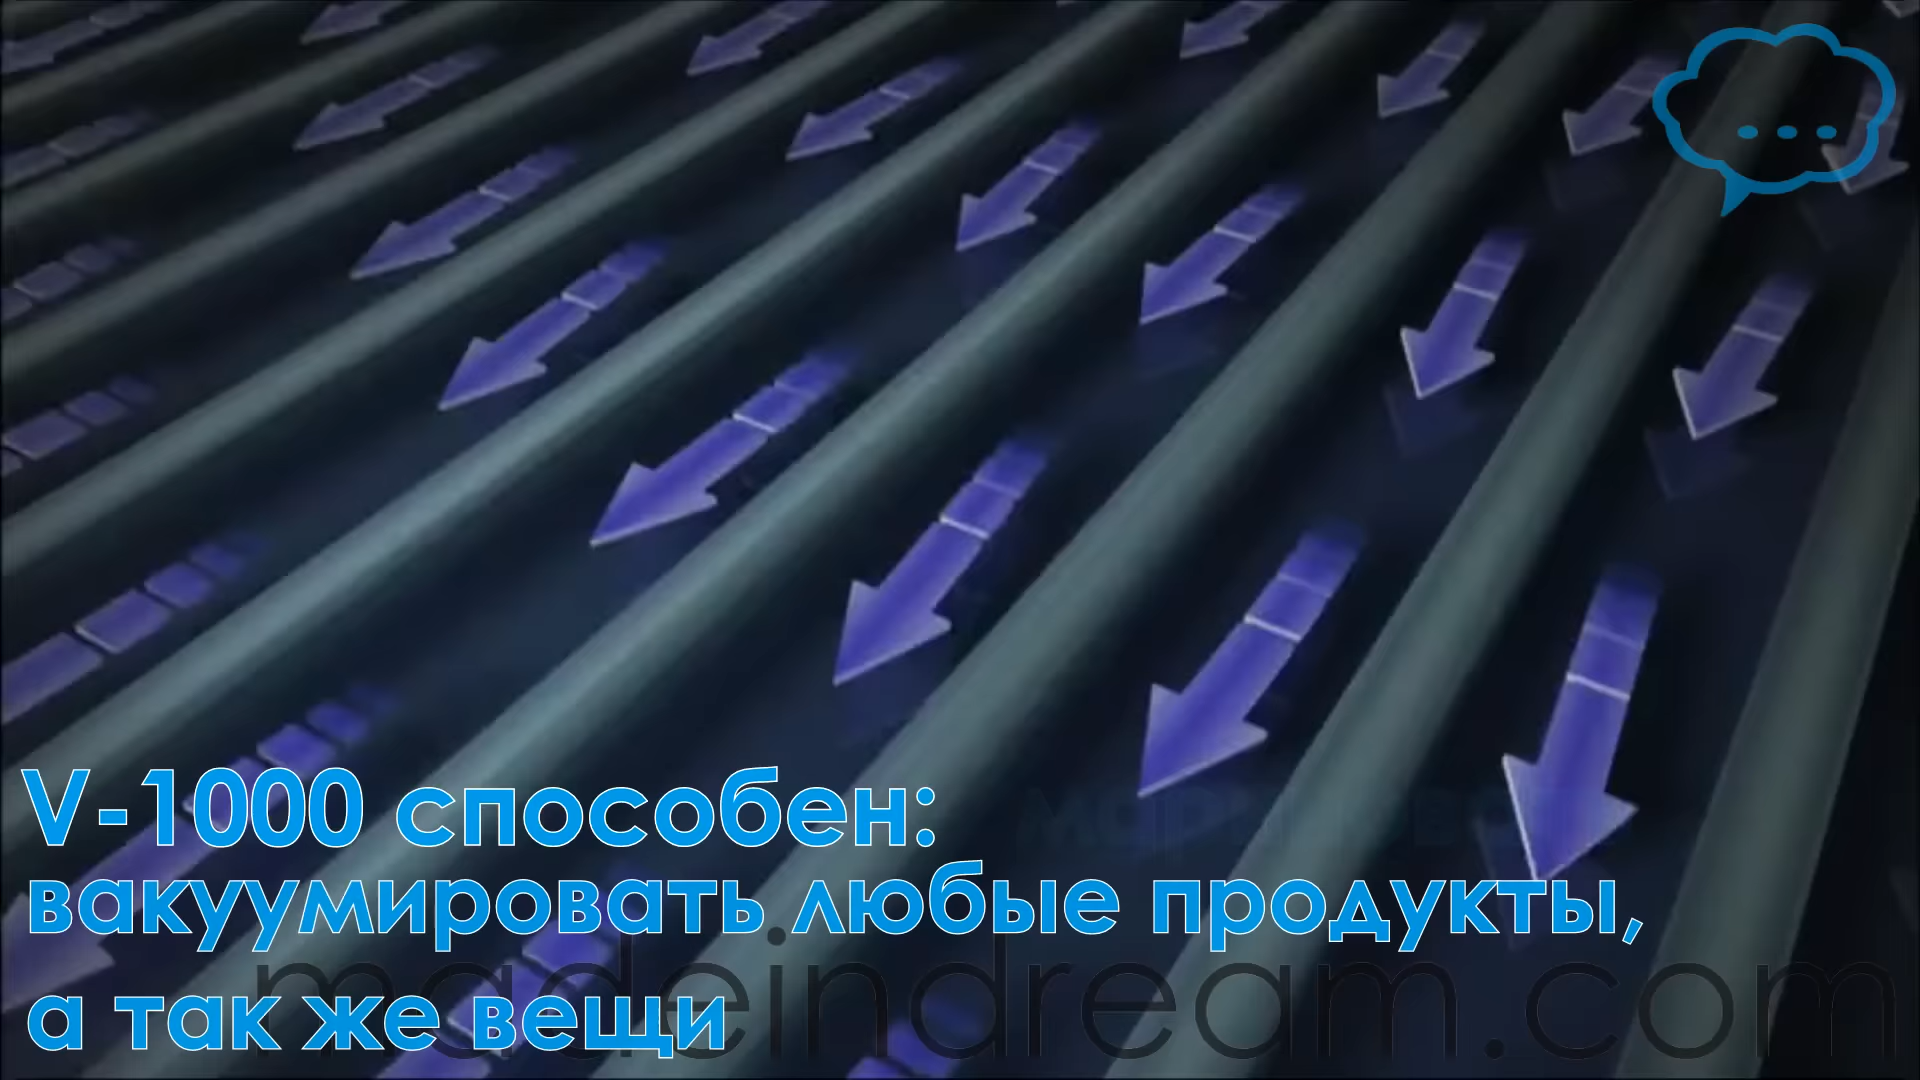 V-1000 способен:
вакуумировать любые продукты,
а так же вещи
madeindream.com